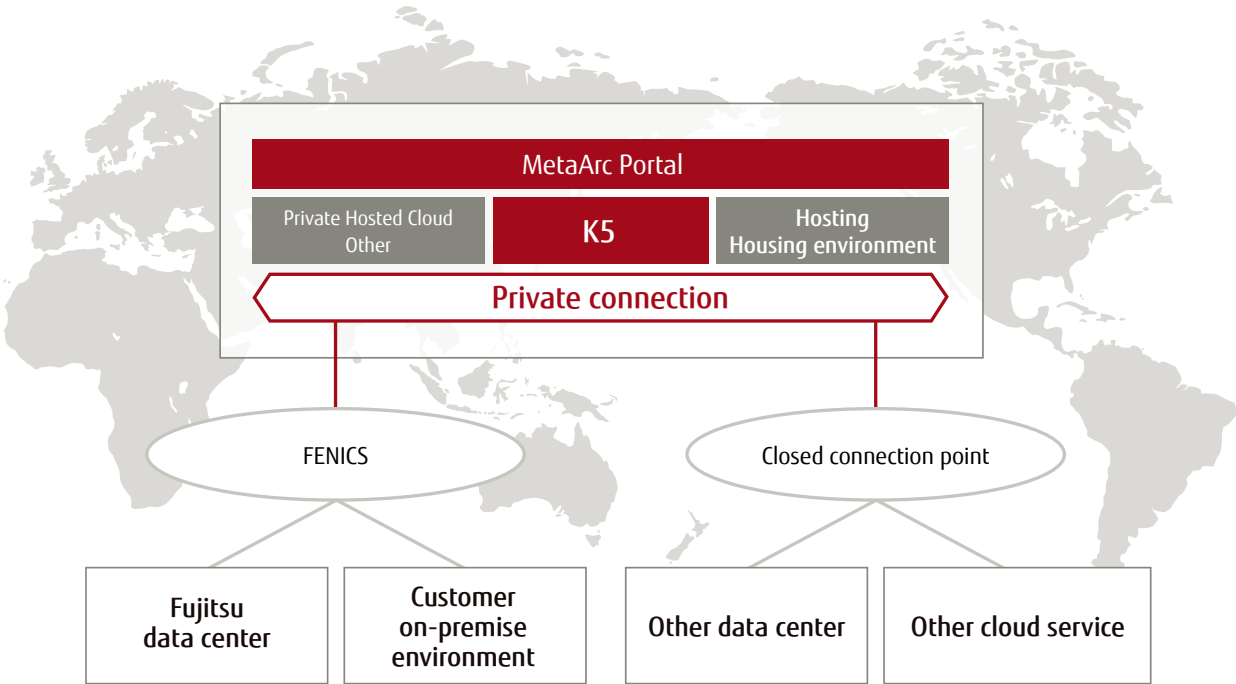 MetaArc Portal
Private Hosted Cloud
Other
K5
Hosting
Housing environment
Private connection
FENICS
Closed connection point
Fujitsu
data center
Customer
on-premise
environment
Other data center
Other cloud service